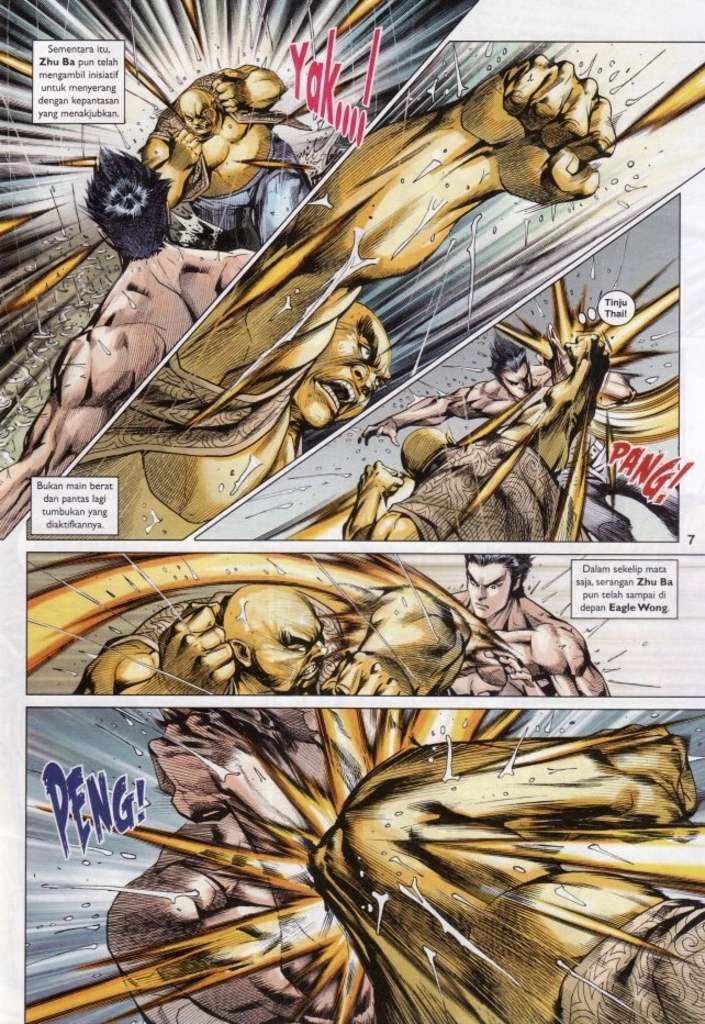 Sementara itu,
Zhu Ba pun telah
mengambil inisiatif
untuk menyerang
dengan kepantasan
yang menakjubkan.
Yak,,,,!
Tinju
Thai!
PANG!
Bukan main berat
dan pantas lagi
tumbukan yang
diaktifkannya.
7
Dalam sekelip mata
saja, serangan Zhu Ba
pun telah sampai di
depan Eagle Wong.
PENG!